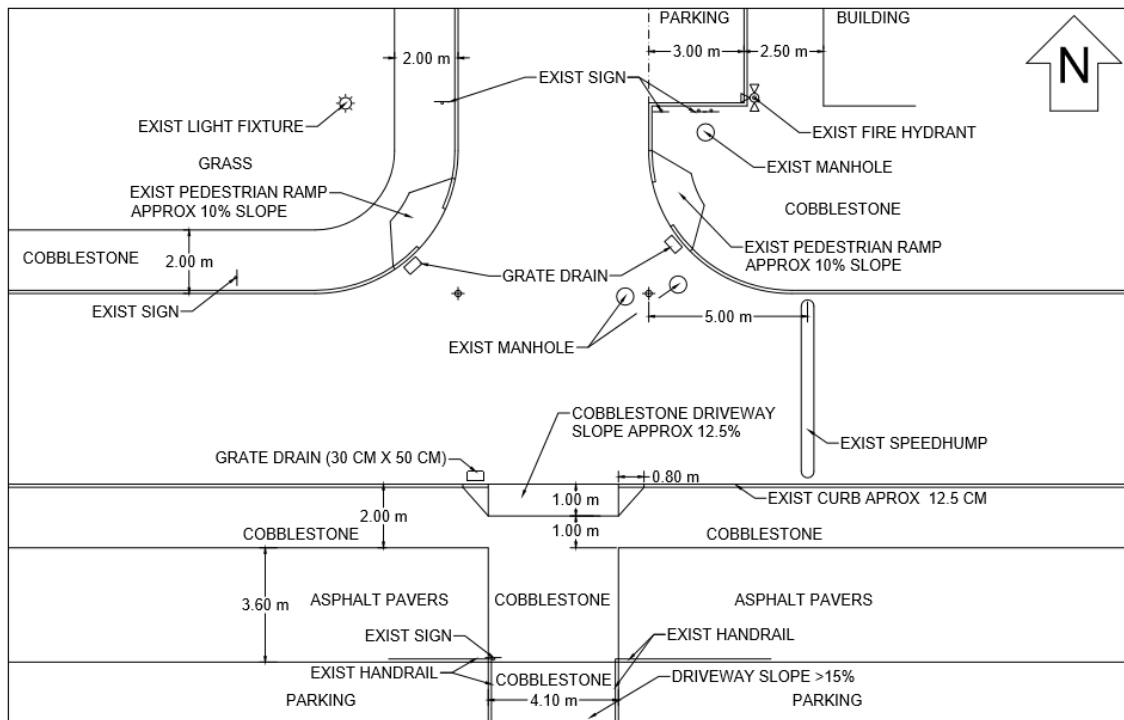 PARKING
BUILDING
N
2.00 m
3.00 m
2.50 m
EXIST SIGN
EXIST LIGHT FIXTURE
EXIST FIRE HYDRANT
GRASS
EXIST MANHOLE
EXIST PEDESTRIAN RAMP
APPROX 10% SLOPE
COBBLESTONE
COBBLESTONE
2.00 m
EXIST PEDESTRIAN RAMP
APPROX 10% SLOPE
GRATE DRAIN
EXIST SIGN
5.00 m
EXIST MANHOLE
COBBLESTONE DRIVEWAY
SLOPE APPROX 12.5%
EXIST SPEEDHUMP
GRATE DRAIN (30 CM X 50 CM)
0.80 m
1.00 m
EXIST CURB APROX 12.5 CM
2.00 m
1.00 m
COBBLESTONE
COBBLESTONE
3.60 m
ASPHALT PAVERS
COBBLESTONE
ASPHALT PAVERS
EXIST SIGN
EXIST HANDRAIL
EXIST HANDRAIL
COBBLESTONE
DRIVEWAY SLOPE >15%
PARKING
4.10 m
PARKING